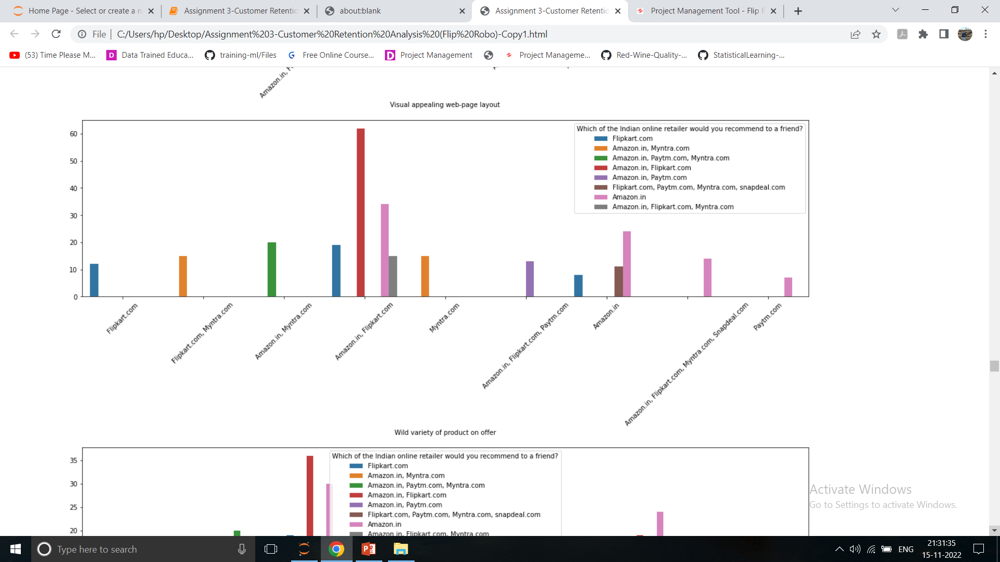 Home Page - Select or create a n
Assignment 3-Customer Retentio
about:blank
Assignment 3-Customer Retentio
Project Management Tool - Flip R
File
C:/Users/hp/Desktop/Assignment%203-Customer%20Retention%20Analysis%20(Flip%20Robo)-Copy1.html
(53) Time Please M...
Data Trained Educa...
training-ml/Files
Free Online Course...
Project Management
Project Manageme...
Red-Wine-Quality-...
StatisticalLearning-...
Amazon.in, F
Visual appealing web-page layout
Which of the Indian online retailer would you recommend to a friend?
Flipkart.com
Amazon.in, Myntra.com
Amazon.in, Paytm.com, Myntra.com
Amazon.in, Flipkart.com
Amazon.in, Paytm.com
Flipkart.com, Paytm.com, Myntra.com, snapdeal.com
Amazon.in
Amazon.in, Flipkart.com, Myntra.com
60
50
40
30
20
10
0
Flipkart.com
Flipkart.com, Myntra.com
Amazon.in, Myntra.com
Amazon.in, Flipkart.com
Myntra.com
Amazon.in, Flipkart.com, Paytm.com
Amazon.in
Amazon.in, Flipkart.com, Myntra.com, Snapdeal.com
Paytm.com
Wild variety of product on offer
Which of the Indian online retailer would you recommend to a friend?
Flipkart.com
Amazon.in, Myntra.com
Amazon.in, Paytm.com, Myntra.com
Amazon.in, Flipkart.com
Amazon.in, Paytm.com
Flipkart.com, Paytm.com, Myntra.com, snapdeal.com
Amazon.in
Amazon.in, Flipkart.com, Myntra.com
35
30
25
20
Activate Windows
Go to Settings to activate Windows.
Type here to search
ENG
21:31:35
15-11-2022